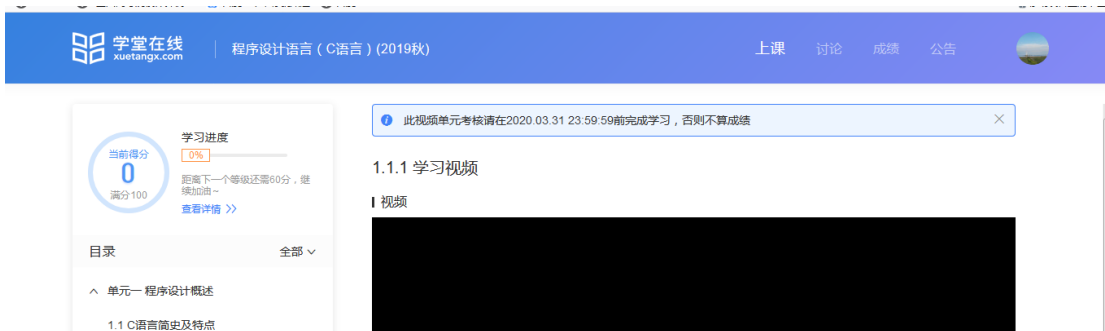 学堂在线
xuetangx.com
程序设计语言（C语言）(2019秋)
上课
讨论
成绩
公告
当前得分
0
满分100
学习进度
0%
距离下一个等级还需60分，继
续加油～
查看详情
目录
全部
单元一 程序设计概述
1.1 C语言简史及特点
此视频单元考核请在2020.03.31 23:59:59前完成学习，否则不算成绩
1.1.1 学习视频
视频